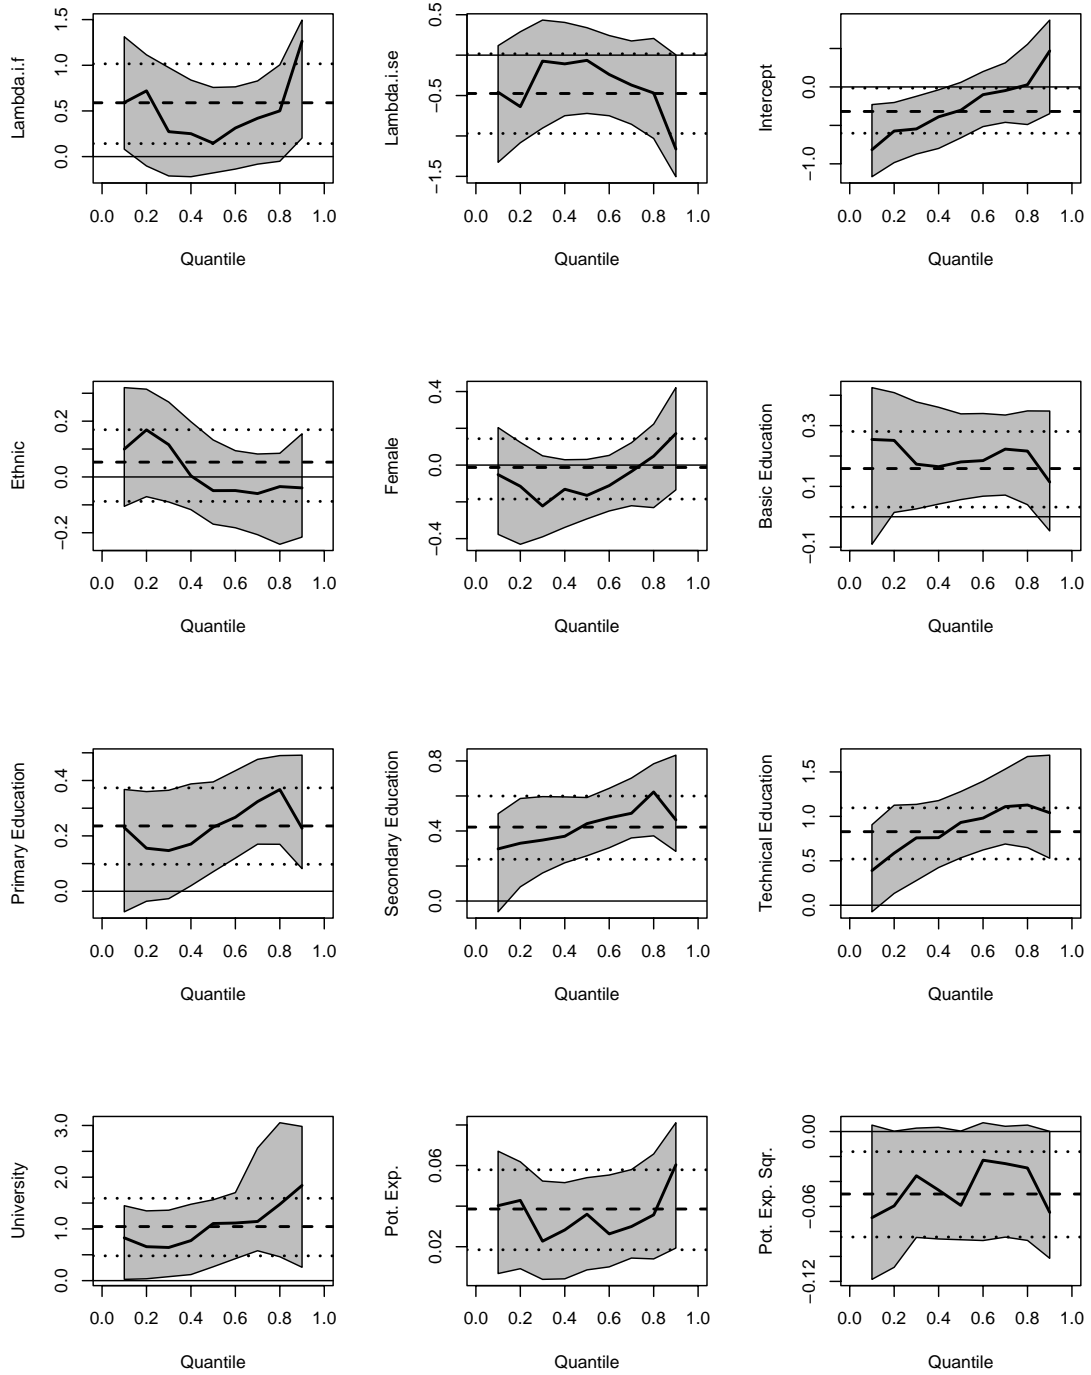 Lambda.i.f
0.0 0.5 1.0 1.5
0.0 0.2 0.4 0.6 0.8 1.0
Quantile
Lambda.i.se
−1.5 −0.5 0.5
0.0 0.2 0.4 0.6 0.8 1.0
Quantile
Intercept
−1.0 0.0
0.0 0.2 0.4 0.6 0.8 1.0
Quantile
Ethnic
−0.2 0.0 0.2
0.0 0.2 0.4 0.6 0.8 1.0
Quantile
Female
−0.4 0.0 0.4
0.0 0.2 0.4 0.6 0.8 1.0
Quantile
Basic Education
−0.1 0.1 0.3
0.0 0.2 0.4 0.6 0.8 1.0
Quantile
Primary Education
0.0 0.2 0.4
0.0 0.2 0.4 0.6 0.8 1.0
Quantile
Secondary Education
0.0 0.4 0.8
0.0 0.2 0.4 0.6 0.8 1.0
Quantile
Technical Education
0.0 0.5 1.0 1.5
0.0 0.2 0.4 0.6 0.8 1.0
Quantile
University
0.0 1.0 2.0 3.0
0.0 0.2 0.4 0.6 0.8 1.0
Quantile
Pot. Exp.
0.02 0.06
0.0 0.2 0.4 0.6 0.8 1.0
Quantile
Pot. Exp. Sqr.
−0.12 −0.06 0.00
0.0 0.2 0.4 0.6 0.8 1.0
Quantile